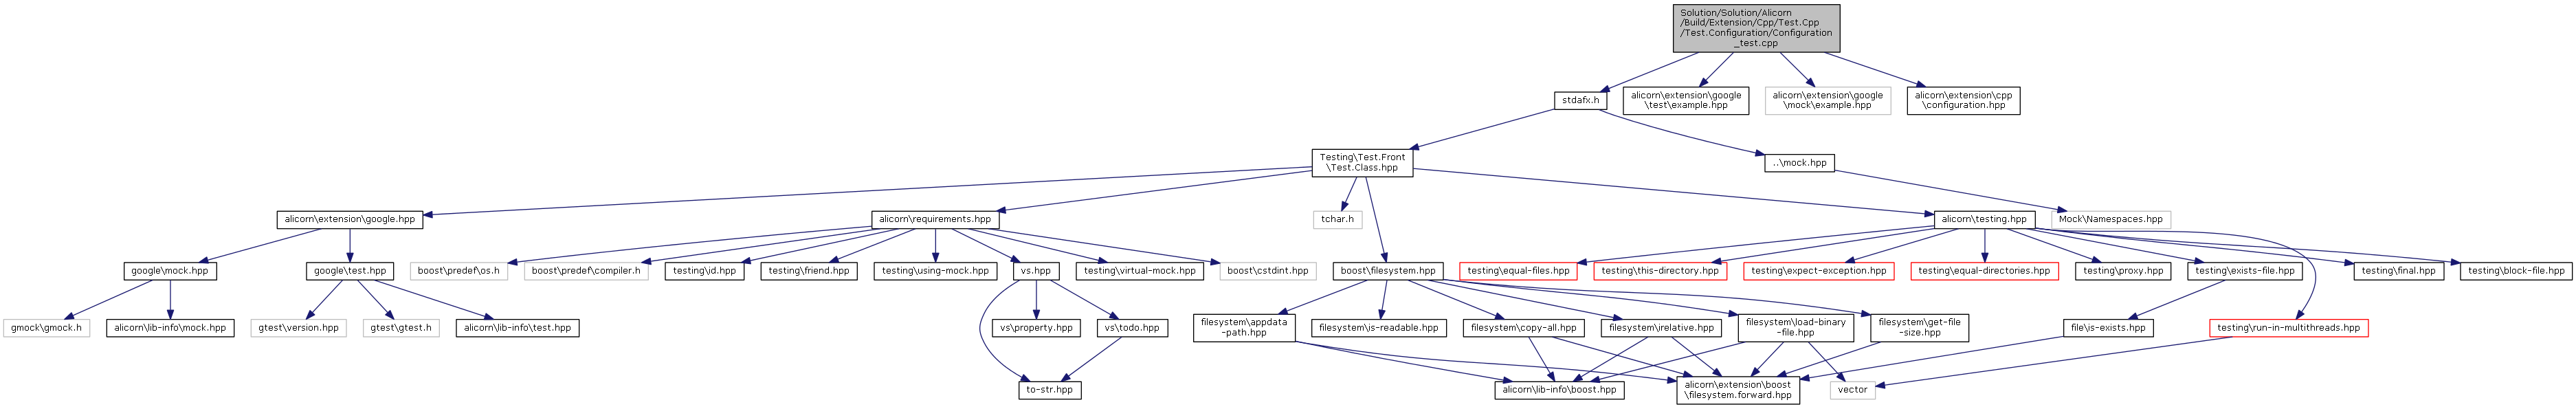 Solution/Solution/Alicorn
/Build/Extension/Cpp/Test.Cpp
/Test.Configuration/Configuration
_test.cpp
stdafx.h
alicorn\extension\google
\test\example.hpp
alicorn\extension\google
\mock\example.hpp
alicorn\extension\cpp
\configuration.hpp
Testing\Test.Front
\Test.Class.hpp
..\mock.hpp
alicorn\extension\google.hpp
alicorn\requirements.hpp
tchar.h
alicorn\testing.hpp
Mock\Namespaces.hpp
google\mock.hpp
google\test.hpp
boost\predef\os.h
boost\predef\compiler.h
testing\id.hpp
testing\friend.hpp
testing\using-mock.hpp
vs.hpp
testing\virtual-mock.hpp
boost\cstdint.hpp
boost\filesystem.hpp
testing\equal-files.hpp
testing\this-directory.hpp
testing\expect-exception.hpp
testing\equal-directories.hpp
testing\proxy.hpp
testing\exists-file.hpp
testing\final.hpp
testing\block-file.hpp
gmock\gmock.h
alicorn\lib-info\mock.hpp
gtest\version.hpp
gtest\gtest.h
alicorn\lib-info\test.hpp
vs\property.hpp
vs\todo.hpp
filesystem\appdata
-path.hpp
filesystem\is-readable.hpp
filesystem\copy-all.hpp
filesystem\irelative.hpp
filesystem\load-binary
-file.hpp
filesystem\get-file
-size.hpp
file\is-exists.hpp
testing\run-in-multithreads.hpp
to-str.hpp
alicorn\lib-info\boost.hpp
alicorn\extension\boost
\filesystem.forward.hpp
vector